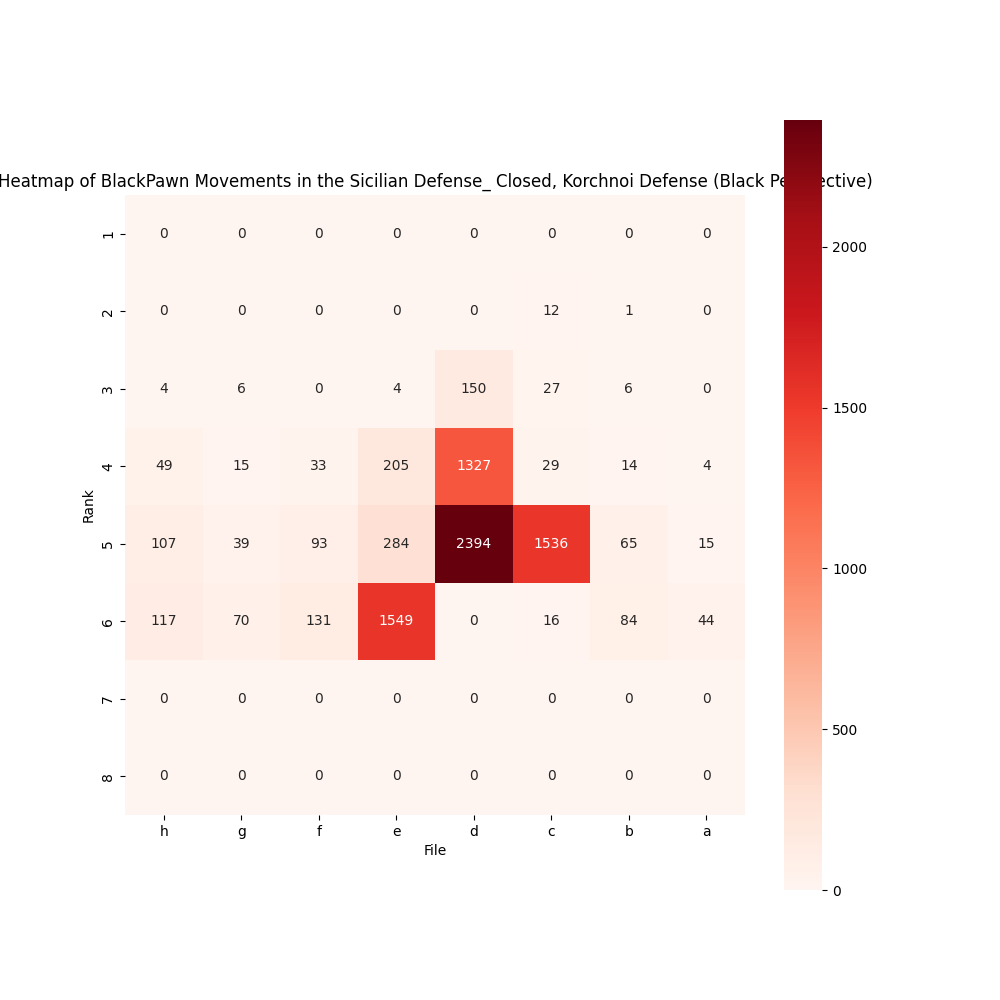 Heatmap of BlackPawn Movements in the Sicilian Defense_ Closed, Korchnoi Defense (Black Pe ective)
1 0 0 0 0 0 0 0 0
2 0 0 0 0 0 12 1 0
3 4 6 0 4 150 27 6 0
4 49 15 33 205 1327 29 14 4
5 107 39 93 284 2394 1536 65 15
6 117 70 131 1549 0 16 84 44
7 0 0 0 0 0 0 0 0
8 0 0 0 0 0 0 0 0
h g f e d c b a
File
Rank
2000
1500
1000
500
0